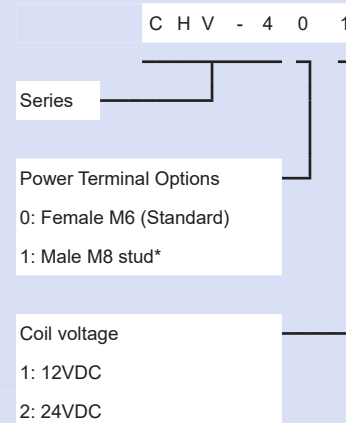 C H V - 4 0 1
Series
Power Terminal Options
0: Female M6 (Standard)
1: Male M8 stud*
Coil voltage
1: 12VDC
2: 24VDC